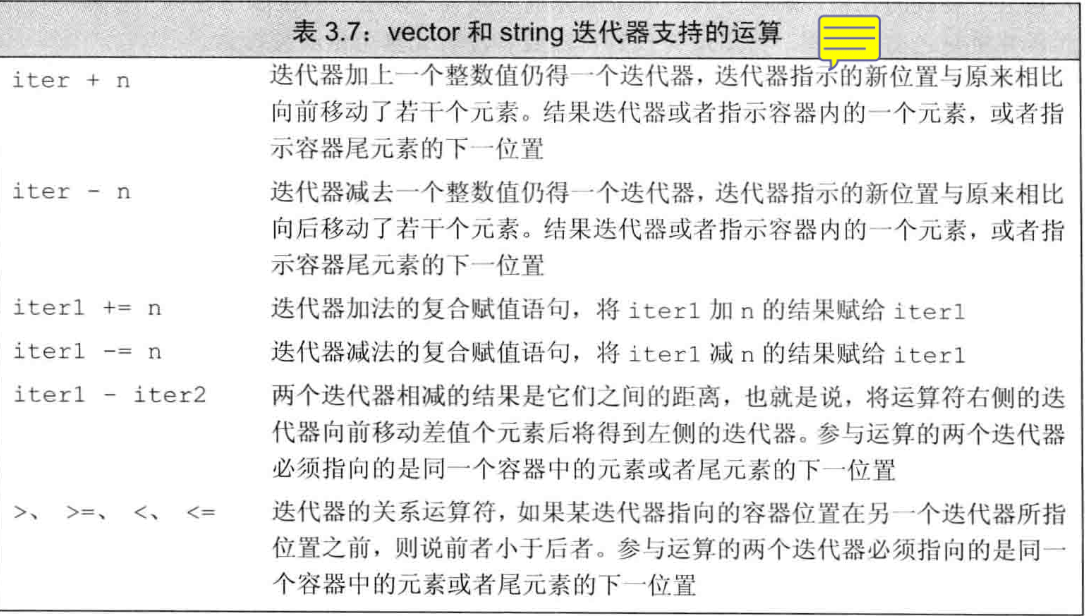 表 3.7：vector 和 string 迭代器支持的运算
iter + n 迭代器加上一个整数值仍得一个迭代器，迭代器指示的新位置与原来相比
向前移动了若干个元素。结果迭代器或者指示容器内的一个元素，或者指
示容器尾元素的下一位置
iter - n 迭代器减去一个整数值仍得一个迭代器，迭代器指示的新位置与原来相比
向后移动了若干个元素。结果迭代器或者指示容器内的一个元素，或者指
示容器尾元素的下一位置
iter1 += n 迭代器加法的复合赋值语句，将 iter1 加 n 的结果赋给 iter1
iter1 -= n 迭代器减法的复合赋值语句，将 iter1 减 n 的结果赋给 iter1
iter1 - iter2 两个迭代器相减的结果是它们之间的距离，也就是说，将运算符右侧的迭
代器向前移动差值个元素后将得到左侧的迭代器。参与运算的两个迭代器
必须指向的是同一个容器中的元素或者尾元素的下一位置
>、 >=、 <、 <= 迭代器的关系运算符，如果某迭代器指向的容器位置在另一个迭代器所指
位置之前，则说前者小于后者。参与运算的两个迭代器必须指向的是同一
个容器中的元素或者尾元素的下一位置